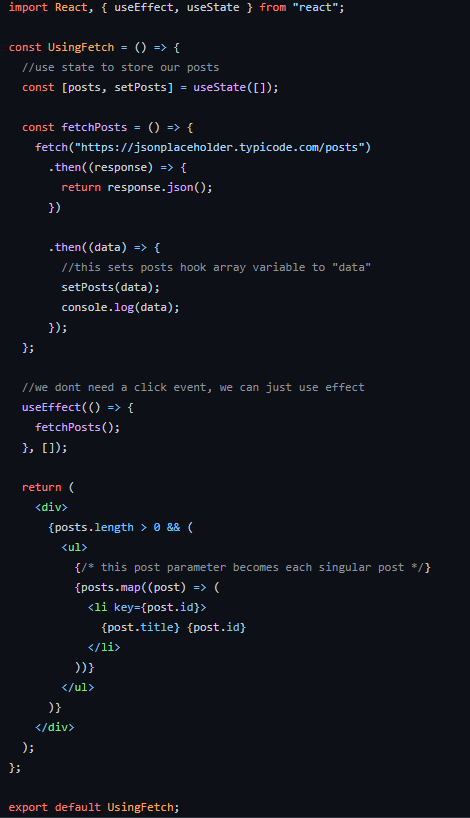 import React, { useEffect, useState } from "react";

const UsingFetch = () => {
  //use state to store our posts
  const [posts, setPosts] = useState([]);

  const fetchPosts = () => {
    fetch("https://jsonplaceholder.typicode.com/posts")
      .then((response) => {
        return response.json();
      })

      .then((data) => {
        //this sets posts hook array variable to "data"
        setPosts(data);
        console.log(data);
      });
  };

  //we dont need a click event, we can just use effect
  useEffect(() => {
    fetchPosts();
  }, []);

  return (
    <div>
      {posts.length > 0 && (
        <ul>
          {/* this post parameter becomes each singular post */}
          {posts.map((post) => (
            <li key={post.id}>
              {post.title} {post.id}
            </li>
          ))}
        </ul>
      )}
    </div>
  );
};

export default UsingFetch;